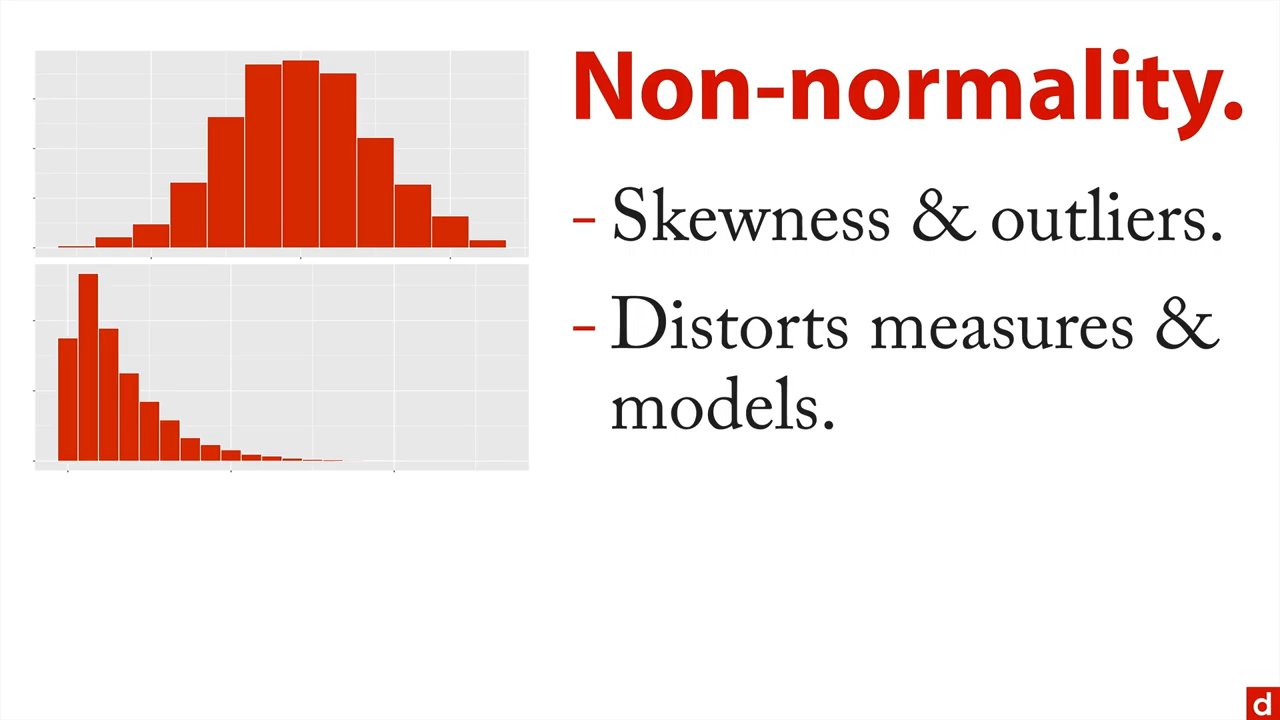 Non-normality.
- Skewness & outliers.
- Distorts measures &
models.
d